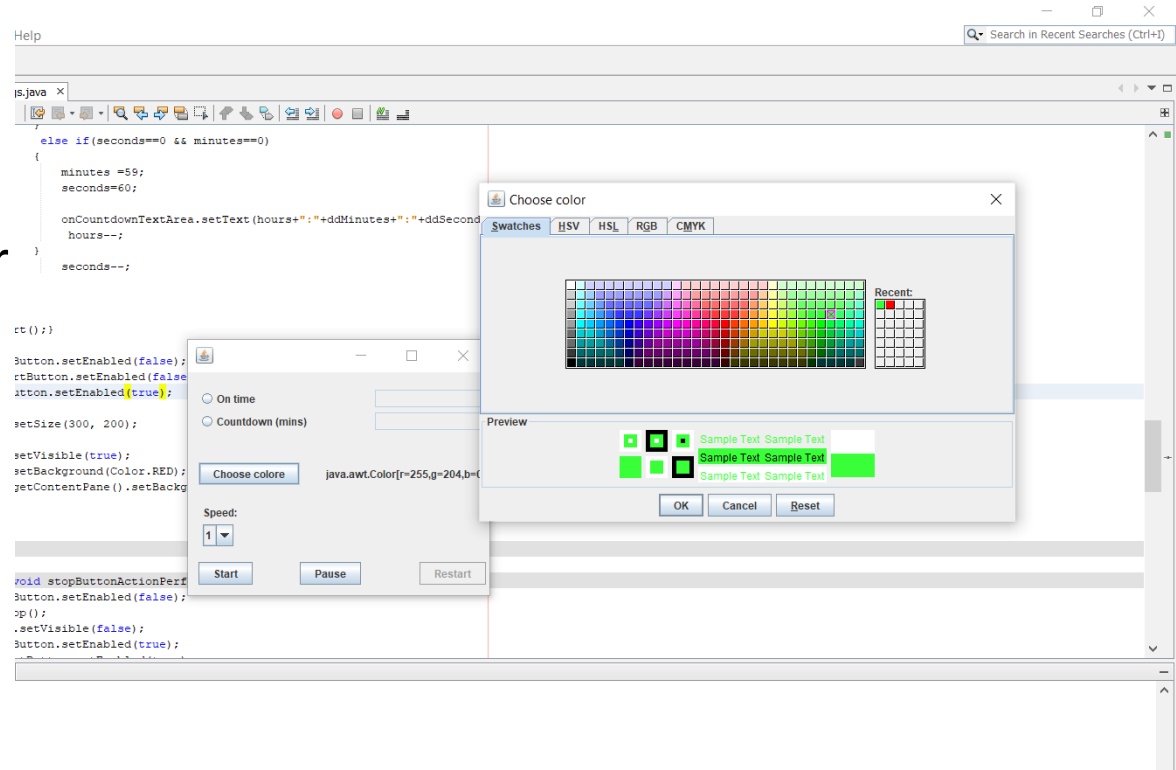 Help
Search in Recent Searches (Ctrl+I)
gs.java
else if(seconds==0 && minutes==0)
{
minutes =59;
seconds=60;
onCountdownTextArea.setText(hours+":"+ddMinutes+":"+ddSecond
hours--;
}
seconds--;
r
rt();}
Button.setEnabled(false);
rtButton.setEnabled(false
utton.setEnabled(true);
setSize(300, 200);
setVisible(true);
setBackground(Color.RED);
getContentPane().setBackg
void stopButtonActionPerf
Button.setEnabled(false);
op();
.setVisible(false);
Button.setEnabled(true);
On time
Countdown (mins)
Choose colore
java.awt.Color[r=255,g=204,b=0
Speed:
1
Start
Pause
Restart
Choose color
Swatches HSV HSL RGB CMYK
Recent:
Preview
Sample Text Sample Text
Sample Text Sample Text
Sample Text Sample Text
OK Cancel Reset